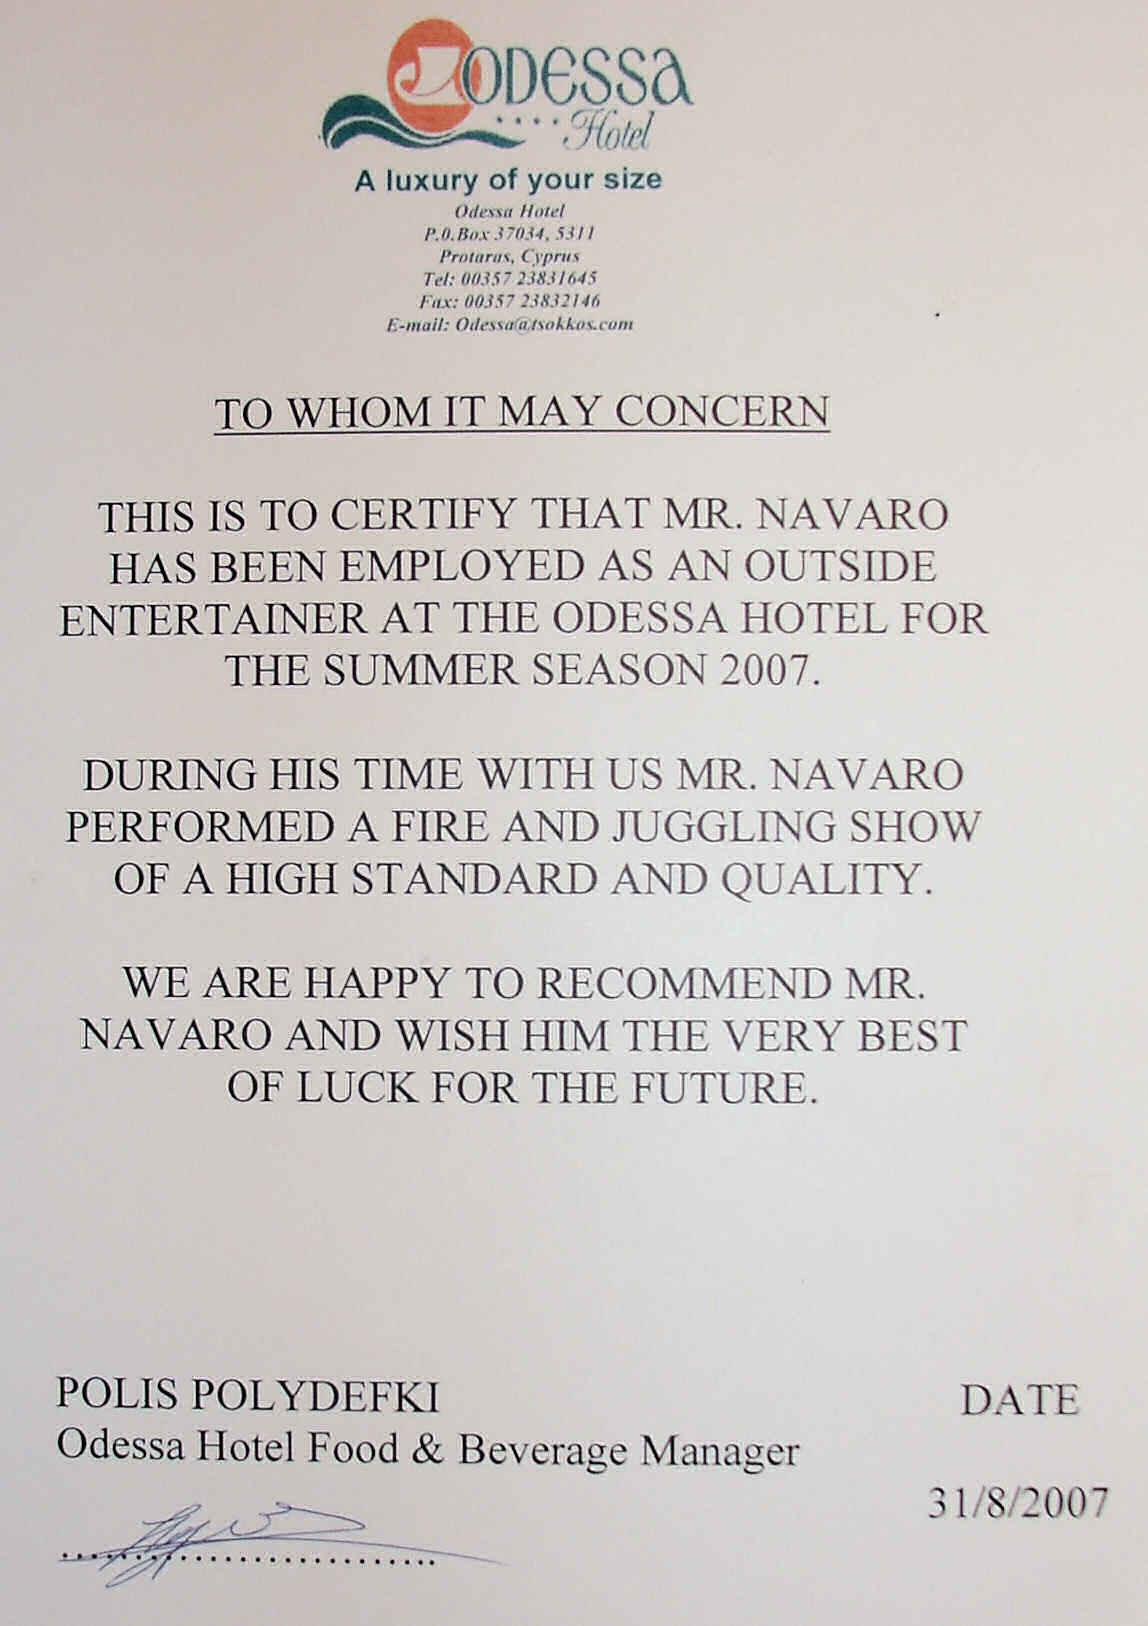 ODESSA
Hotel
A luxury of your size
Odessa Hotel
P.O.Box 37034, 5311
Protaras, Cyprus
Tel: 00357 23831645
Fax: 00357 23832146
E-mail: Odessa@tsokkos.com
TO WHOM IT MAY CONCERN
THIS IS TO CERTIFY THAT MR. NAVARO
HAS BEEN EMPLOYED AS AN OUTSIDE
ENTERTAINER AT THE ODESSA HOTEL FOR
THE SUMMER SEASON 2007.
DURING HIS TIME WITH US MR. NAVARO
PERFORMED A FIRE AND JUGGLING SHOW
OF A HIGH STANDARD AND QUALITY.
WE ARE HAPPY TO RECOMMEND MR.
NAVARO AND WISH HIM THE VERY BEST
OF LUCK FOR THE FUTURE.
POLIS POLYDEFKI
Odessa Hotel Food & Beverage Manager
DATE
31/8/2007